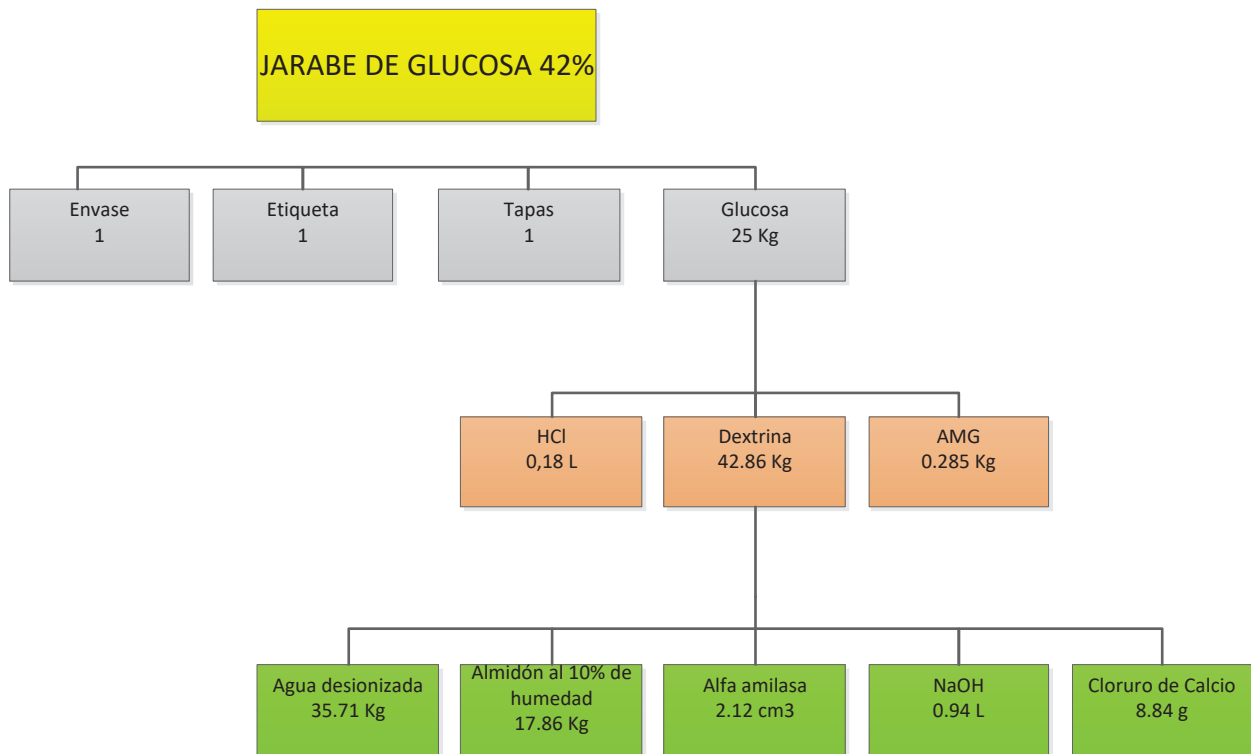 JARABE DE GLUCOSA 42%
Envase
1
Etiqueta
1
Tapas
1
Glucosa
25 Kg
HCl
0,18 L
Dextrina
42.86 Kg
AMG
0.285 Kg
Agua desionizada
35.71 Kg
Almidón al 10% de
humedad
17.86 Kg
Alfa amilasa
2.12 cm3
NaOH
0.94 L
Cloruro de Calcio
8.84 g